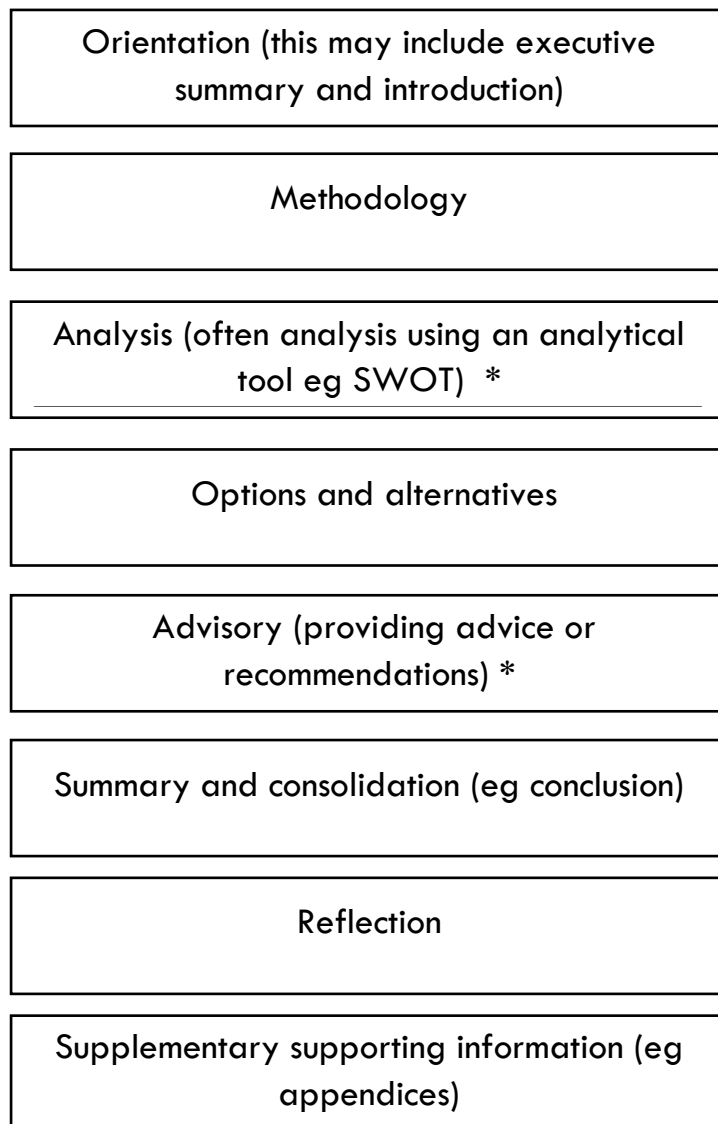 Orientation (this may include executive
summary and introduction)
Methodology
Analysis (often analysis using an analytical
tool eg SWOT) *
Options and alternatives
Advisory (providing advice or
recommendations) *
Summary and consolidation (eg conclusion)
Reflection
Supplementary supporting information (eg
appendices)